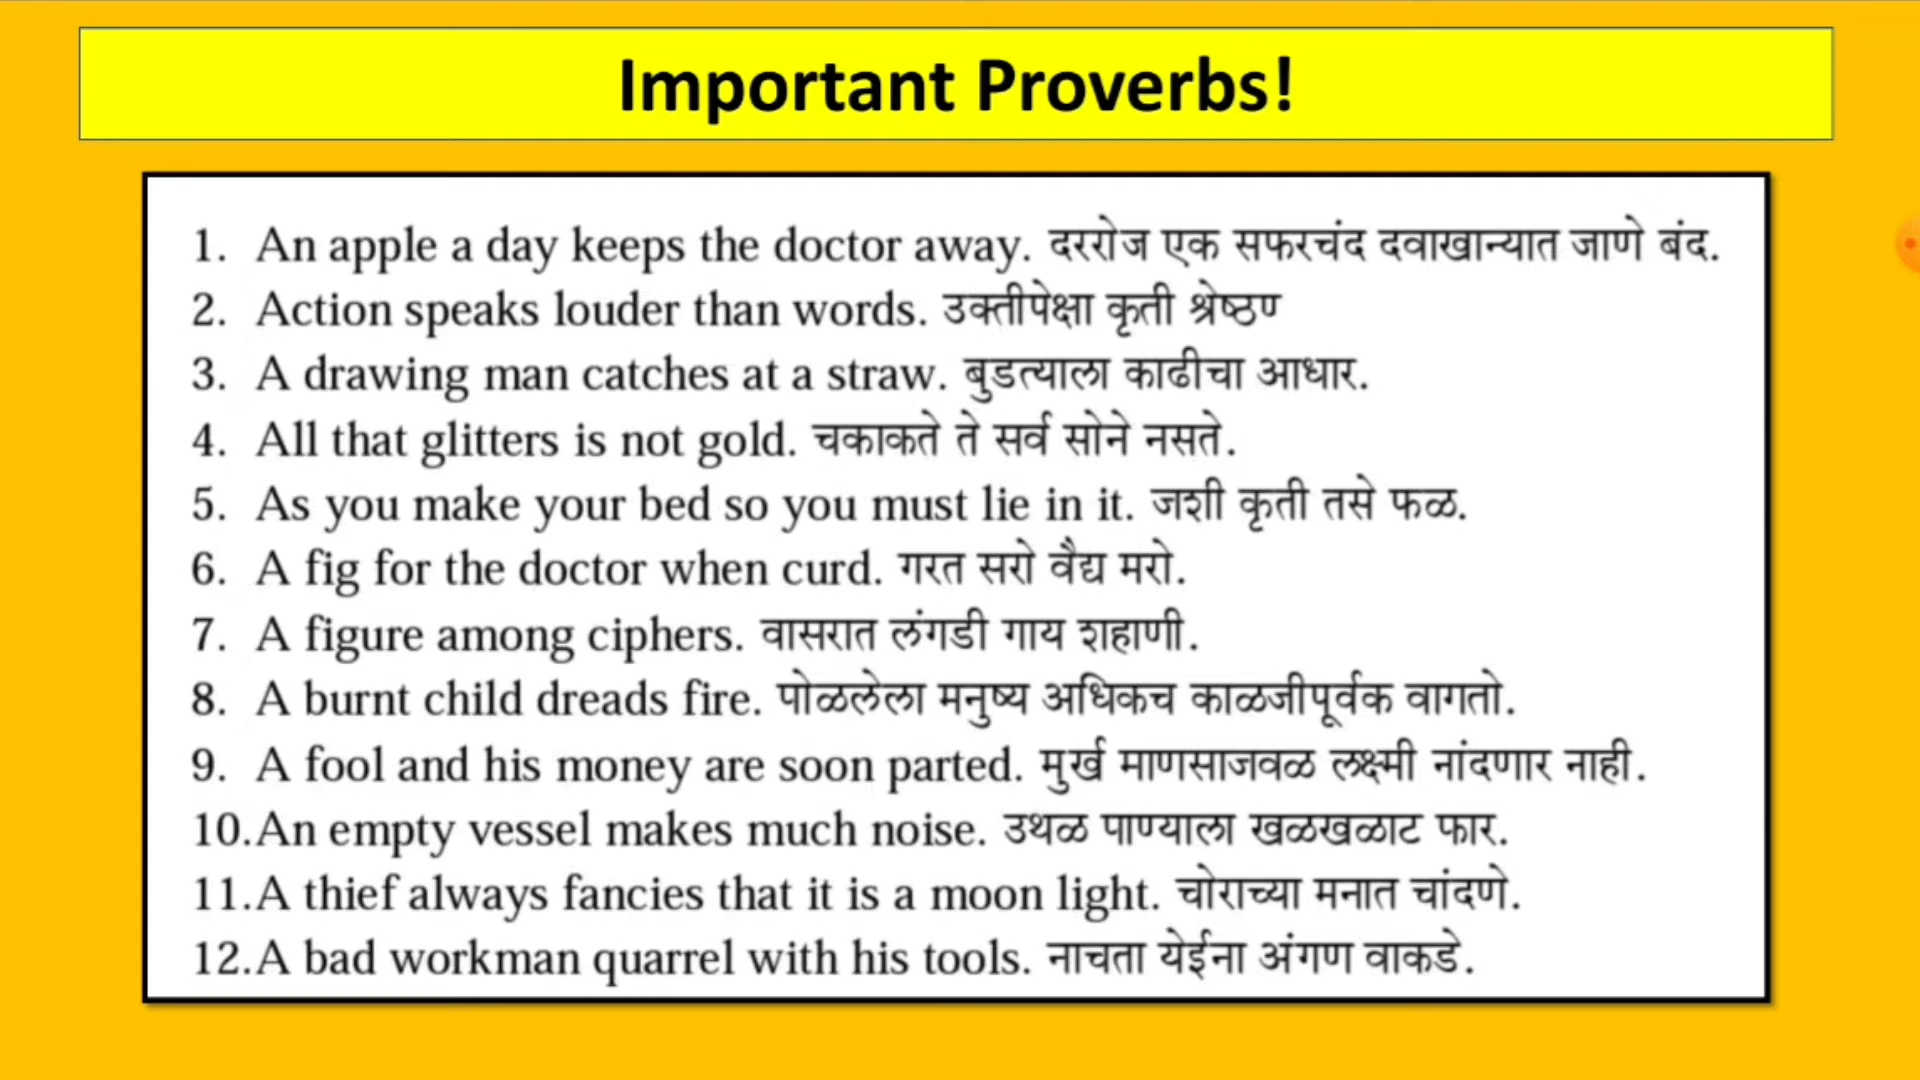 Important Proverbs!
1. An apple a day keeps the doctor away. दररोज एक सफरचंद दवाखान्यात जाणे बंद.
2. Action speaks louder than words. उक्तीपेक्षा कृती श्रेष्ठण
3. A drawing man catches at a straw. बुडत्याला काढीचा आधार.
4. All that glitters is not gold. चकाकते ते सर्व सोने नसते.
5. As you make your bed so you must lie in it. जशी कृती तसे फळ.
6. A fig for the doctor when curd. गरत सरो वैद्य मरो.
7. A figure among ciphers. वासरात लंगडी गाय शहाणी.
8. A burnt child dreads fire. पोळलेला मनुष्य अधिकच काळजीपूर्वक वागतो.
9. A fool and his money are soon parted. मुर्ख माणसाजवळ लक्ष्मी नांदणार नाही.
10.An empty vessel makes much noise. उथळ पाण्याला खळखळाट फार.
11.A thief always fancies that it is a moon light. चोराच्या मनात चांदणे.
12.A bad workman quarrel with his tools. नाचता येईना अंगण वाकडे.